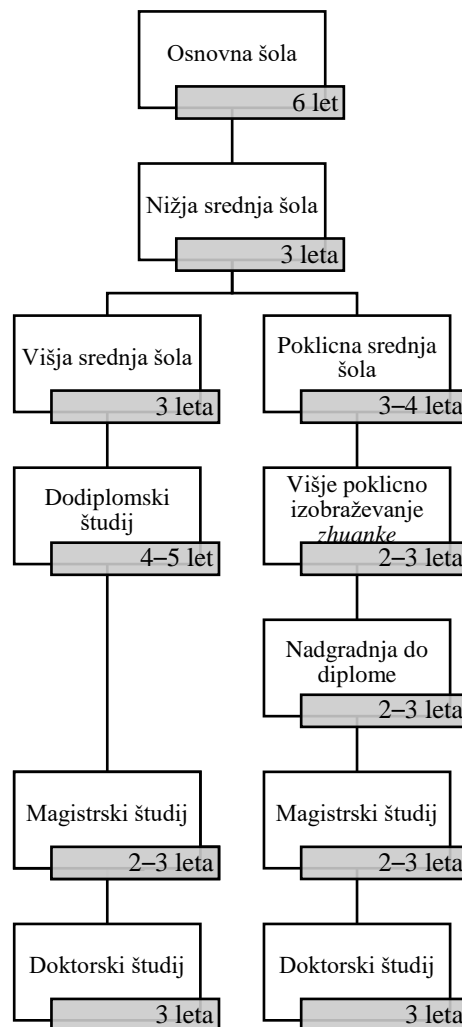 Osnovna šola
6 let
Nižja srednja šola
3 leta
Višja srednja šola
3 leta
Poklicna srednja
šola
3–4 leta
Dodiplomski
študij
4–5 let
Višje poklicno
izobraževanje
zhuanke
2–3 leta
Nadgradnja do
diplome
2–3 leta
Magistrski študij
2–3 leta
Magistrski študij
2–3 leta
Doktorski študij
3 leta
Doktorski študij
3 leta